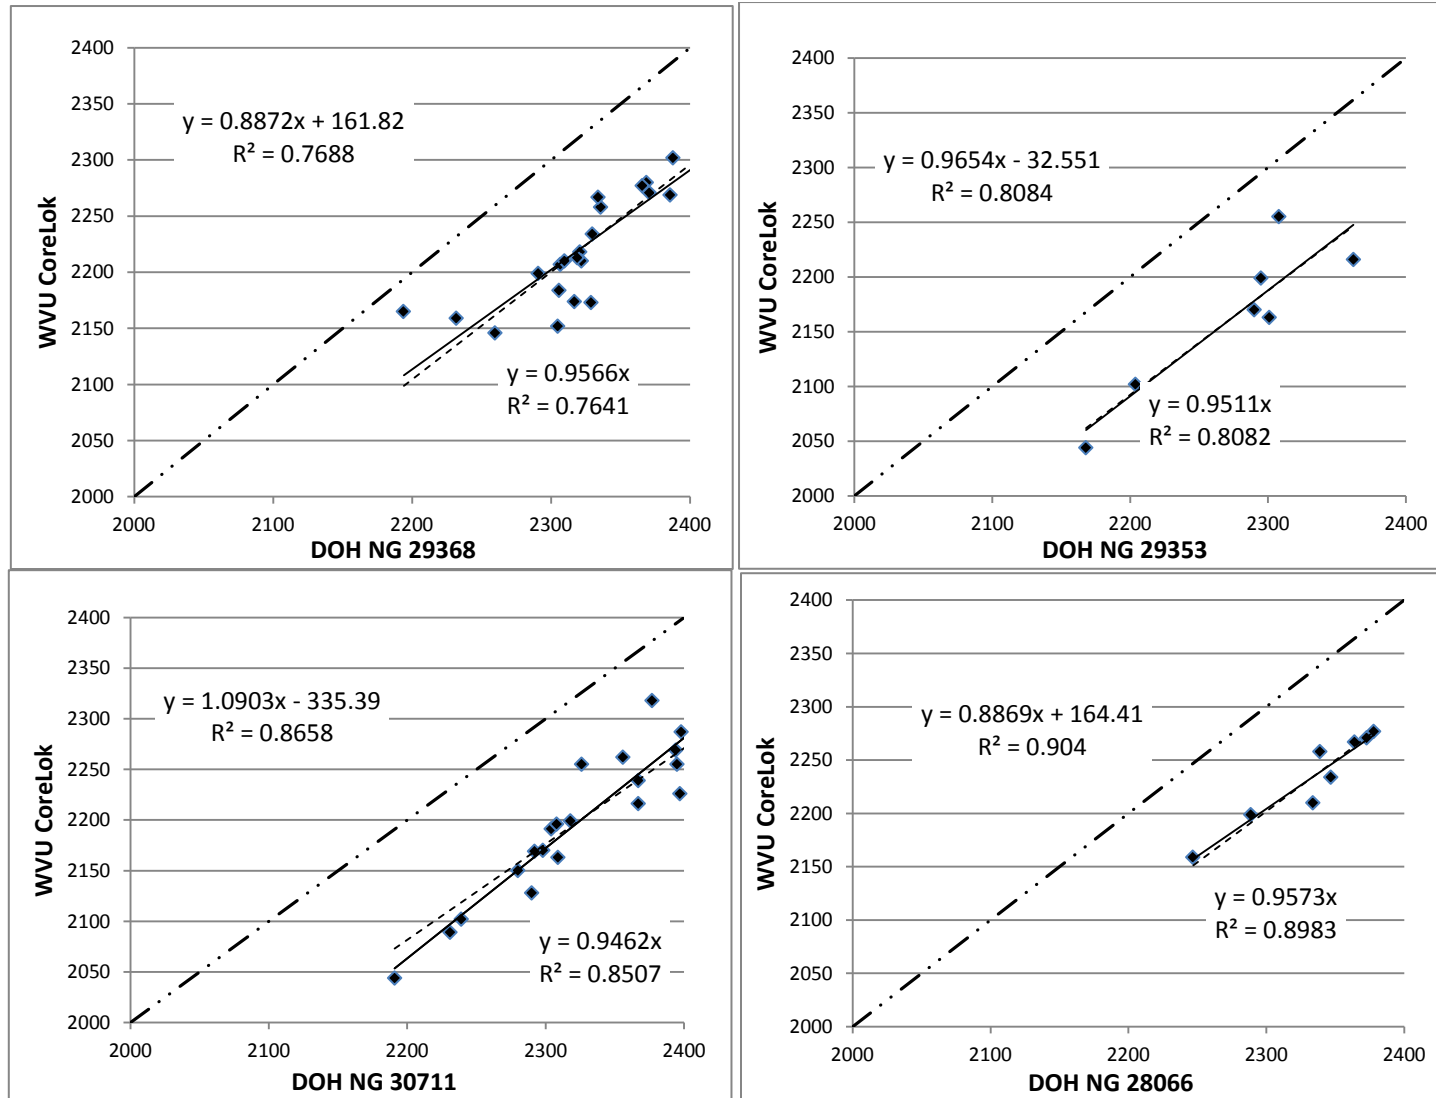 2400
2350
2300
2250
2200
2150
2100
2050
2000
WVU CoreLok
y = 0.8872x + 161.82
R² = 0.7688
y = 0.9566x
R² = 0.7641
2000 2100 2200 2300 2400
DOH NG 29368
2400
2350
2300
2250
2200
2150
2100
2050
2000
WVU CoreLok
y = 0.9654x - 32.551
R² = 0.8084
y = 0.9511x
R² = 0.8082
2000 2100 2200 2300 2400
DOH NG 29353
2400
2350
2300
2250
2200
2150
2100
2050
2000
WVU CoreLok
y = 1.0903x - 335.39
R² = 0.8658
y = 0.9462x
R² = 0.8507
2000 2100 2200 2300 2400
DOH NG 30711
2400
2350
2300
2250
2200
2150
2100
2050
2000
WVU CoreLok
y = 0.8869x + 164.41
R² = 0.904
y = 0.9573x
R² = 0.8983
2000 2100 2200 2300 2400
DOH NG 28066